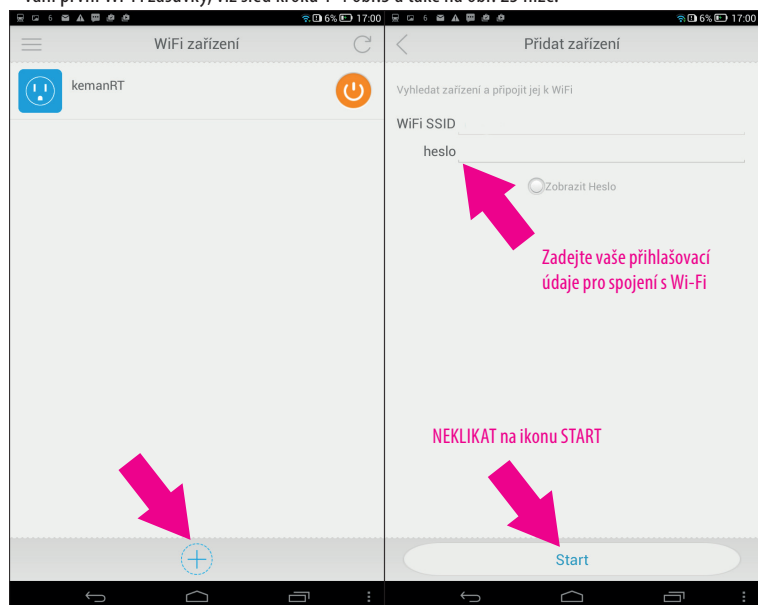 17:00
6%
WiFi zařízení
kemanRT
6
6%
17:00
Přidat zařízení
Vyhledat zařízení a připojit jej k WiFi
WiFi SSID
heslo
Zobrazit Heslo
Zadejte vaše přihlašovací
údaje pro spojení s Wi-Fi
NEKLIKAT na ikonu START
Start